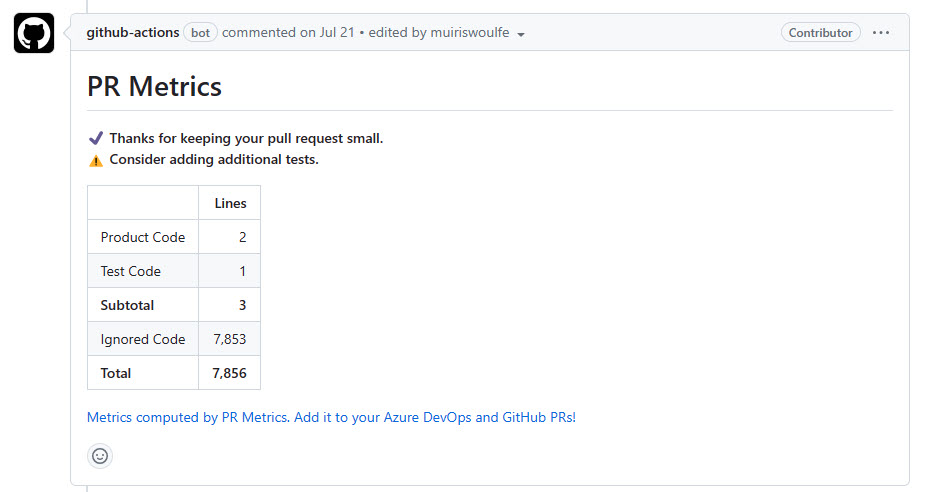 github-actions bot commented on Jul 21 • edited by muiriswoulfe Contributor
PR Metrics
✔ Thanks for keeping your pull request small.
⚠ Consider adding additional tests.
Lines
Product Code 2
Test Code 1
Subtotal 3
Ignored Code 7,853
Total 7,856
Metrics computed by PR Metrics. Add it to your Azure DevOps and GitHub PRs!